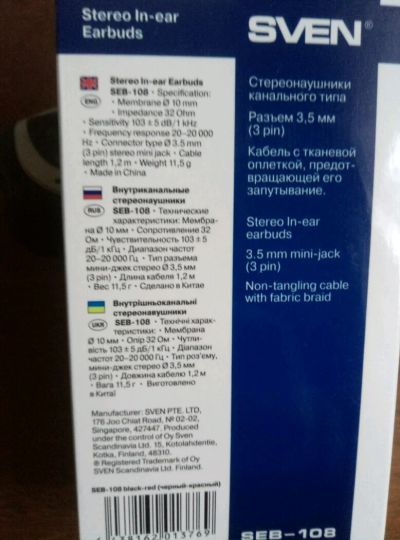 Stereo In-ear
Earbuds
Stereo In-ear Earbuds
ENG SEB-108 • Specification:
• Membrane Ø 10 mm
• Impedance 32 Ohm
• Sensitivity 103 ± 5 dB/1 kHz
• Frequency response 20-20 000
Hz • Connector type Ø 3.5 mm
(3 pin) stereo mini jack • Cable
length 1,2 m • Weight 11,5 g
• Made in China
Внутриканальные
стереонаушники
RUS SEB-108 • Технические
характеристики: Мембра-
на Ø 10 мм • Сопротивление 32
Ом • Чувствительность 103 ± 5
дБ/1 кГц • Диапазон частот
20-20 000 Гц • Тип разъема
мини-джек стерео Ø 3,5 мм
(3 pin) • Длина кабеля 1,2 м
• Вес 11,5 г • Сделано в Китае
Внутрішньоканальні
стереонавушники
UKR SEB-108 • Технічні харак-
теристики: • Мембрана
Ø 10 мм • Опір 32 Ом • Чутли-
вість 103 ± 5 дБ/1 кГц • Діапазон
частот 20-20 000 Гц • Тип роз'єму,
мини-джек стерео Ø 3,5 мм
(3 pin) • Довжина кабелю 1,2 м
• Вага 11,5 г • Виготовлено
в Китаї
Manufacturer: SVEN PTE. LTD,
176 Joo Chiat Road, № 02-02,
Singapore, 427447. Produced
under the control of Oy Sven
Scandinavia Ltd. 15, Kotolahdentie,
Kotka, Finland, 48310.
® Registered Trademark of Oy
SVEN Scandinavia Ltd. Finland.
SEB-108 black-red (черный-красный)
SVEN®
Стереонаушники
канального типа
Разъем 3,5 мм
(3 pin)
Кабель с тканевой
оплеткой, предот-
вращающей его
запутывание.
Stereo In-ear
earbuds
3.5 mm mini-jack
(3 pin)
Non-tangling cable
with fabric braid
SEB-108